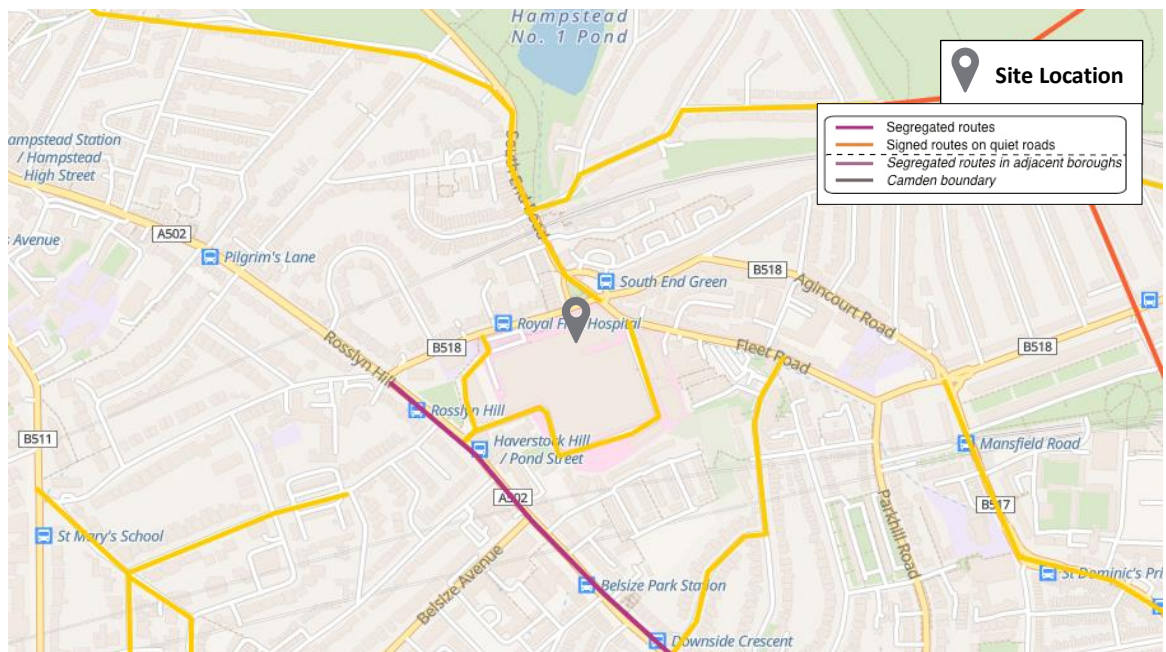 Hampstead
No. 1 Pond
Site Location
Segregated routes
Signed routes on quiet roads
Segregated routes in adjacent boroughs
Camden boundary
ampstead Station
/ Hampstead
High Street
South End Road
A502
s Avenue
Pilgrim's Lane
South End Green
B518
Agincourt Road
Royal Free Hospital
B518
Fleet Road
B518
Rosslyn Hill
Rosslyn Hill
B511
Haverstock Hill
/ Pond Street
Mansfield Road
A502
B517
St Mary's School
Parkhill Road
Belsize Avenue
Belsize Park Station
St Dominic's Pri
Downside Crescent